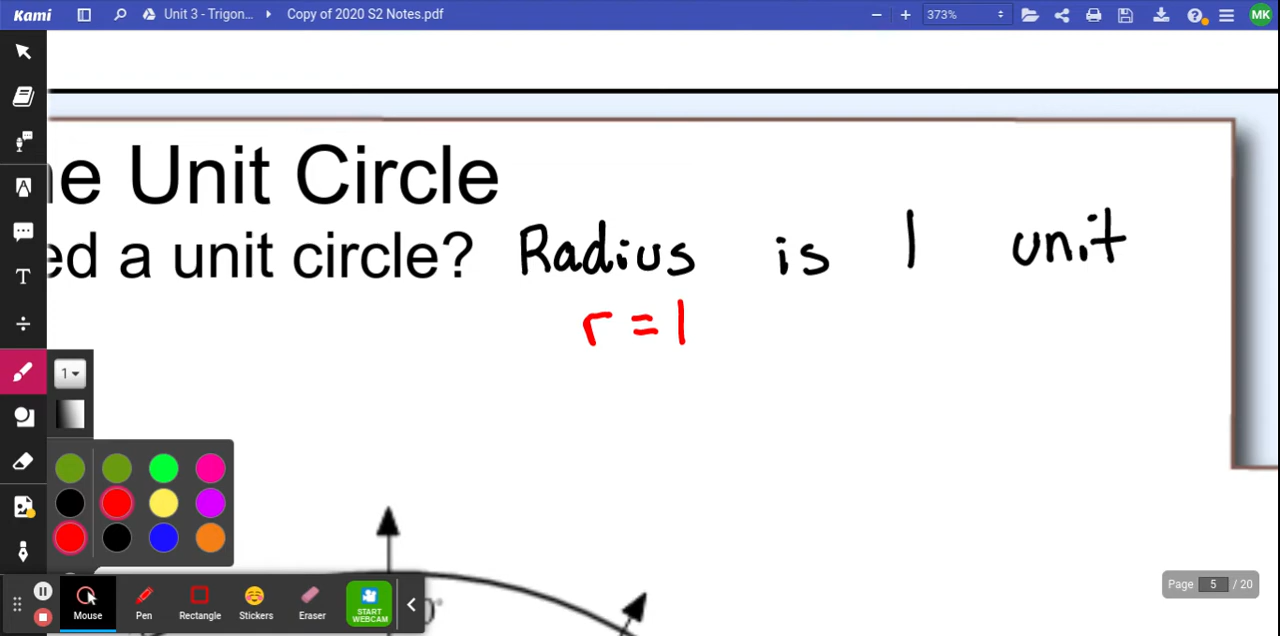 Kami
Unit 3 - Trigon...
Copy of 2020 S2 Notes.pdf
373%
MK
ne Unit Circle
ed a unit circle? Radius is 1 unit
r = 1
1
Page 5 / 20
Mouse
Pen
Rectangle
Stickers
Eraser
START WEBCAM